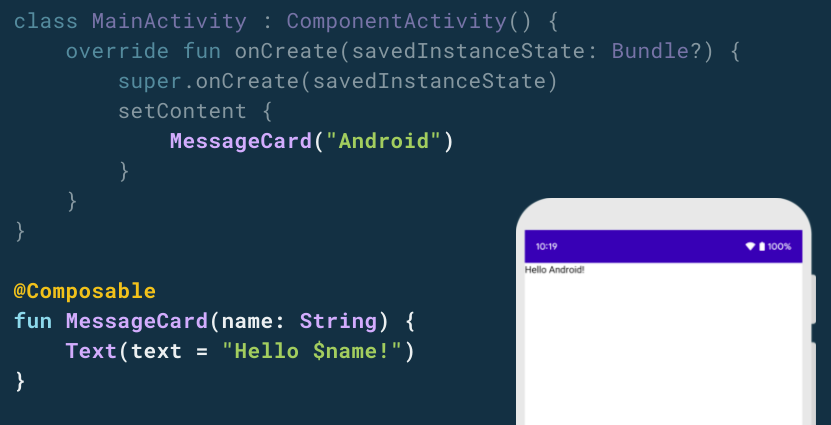 class MainActivity : ComponentActivity() {
    override fun onCreate(savedInstanceState: Bundle?) {
        super.onCreate(savedInstanceState)
        setContent {
            MessageCard("Android")
        }
    }
}
@Composable
fun MessageCard(name: String) {
    Text(text = "Hello $name!")
}
10:19 100%
Hello Android!